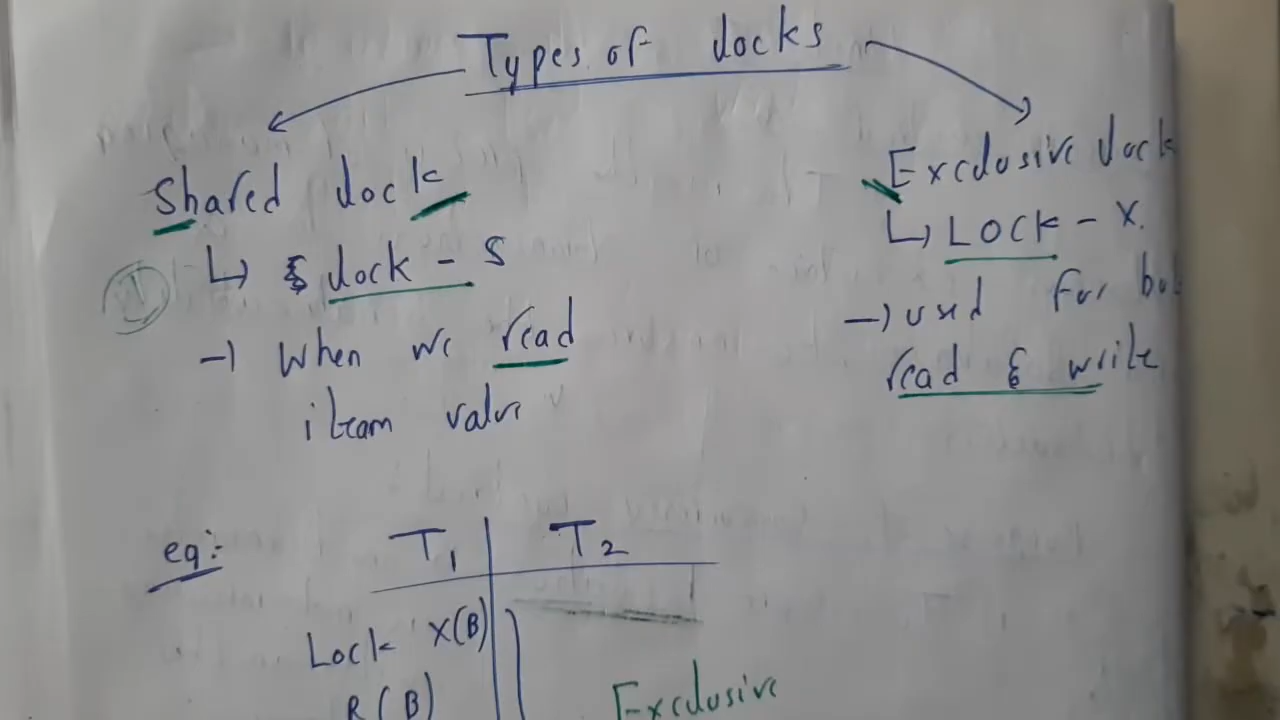 Types of locks
Shared lock
↳ lock - S
① → When we read
item value
Exclusive lock
↳ LOCK - X.
→ used for
read & write
eg:-
T1 T2
Lock X(B)
R(B)
Exclusive